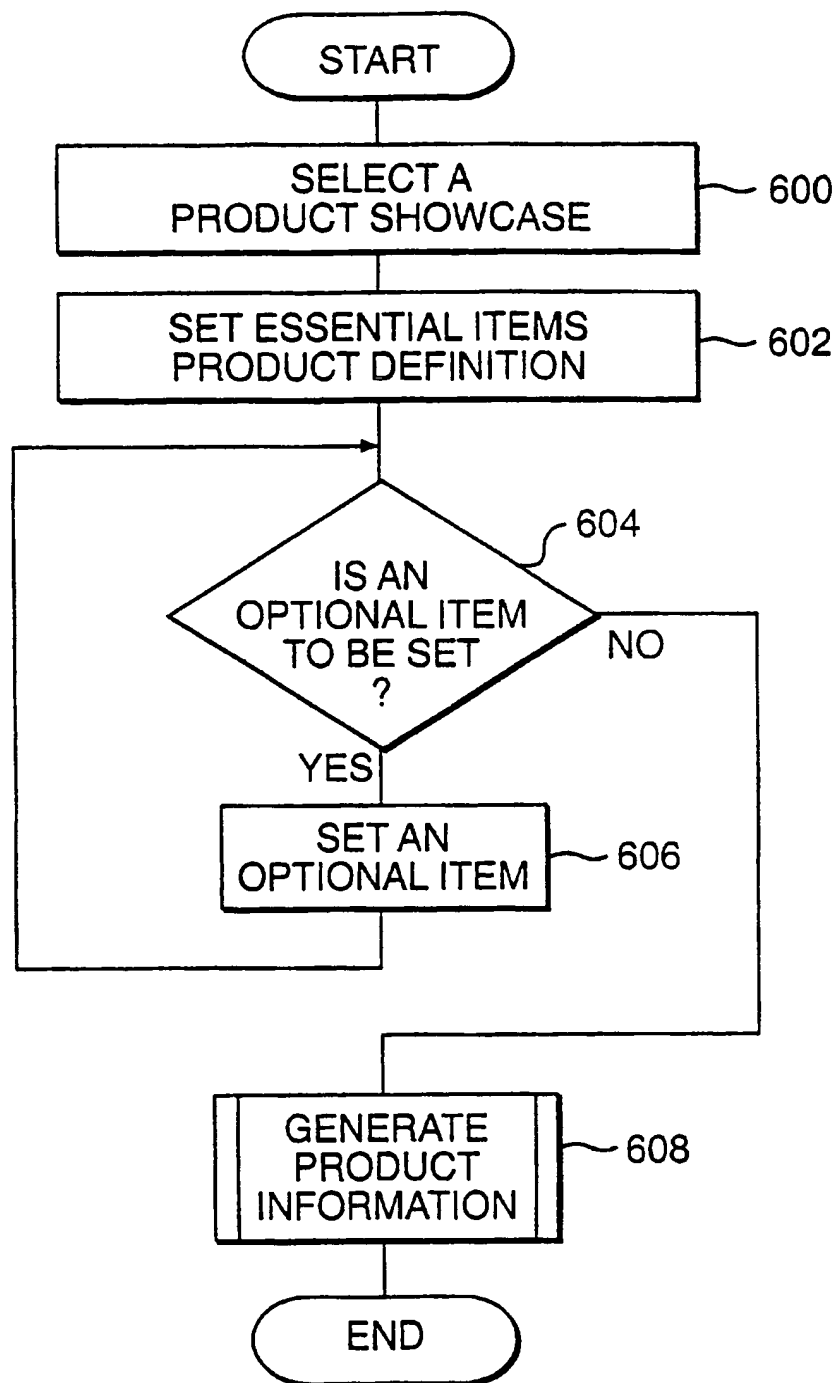 START
SELECT A
PRODUCT SHOWCASE
600
SET ESSENTIAL ITEMS
PRODUCT DEFINITION
602
604
IS AN
OPTIONAL ITEM
TO BE SET
?
NO
YES
SET AN
OPTIONAL ITEM
606
GENERATE
PRODUCT
INFORMATION
608
END